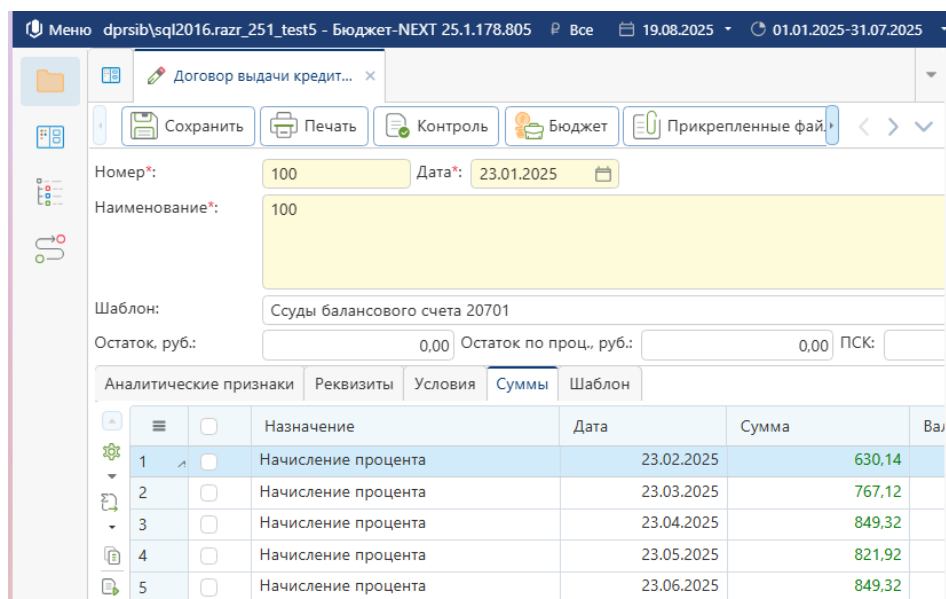 Меню dprsib\sql2016.razr_251_test5 - Бюджет-NEXT 25.1.178.805 ₽ Все 19.08.2025 01.01.2025-31.07.2025
Договор выдачи кредит... ×
Сохранить Печать Контроль Бюджет Прикрепленные фай
Номер*: 100 Дата*: 23.01.2025
Наименование*: 100
Шаблон: Ссуды балансового счета 20701
Остаток, руб.: 0,00 Остаток по проц., руб.: 0,00 ПСК:
Аналитические признаки Реквизиты Условия Суммы Шаблон
Назначение Дата Сумма Вал
1 Начисление процента 23.02.2025 630,14
2 Начисление процента 23.03.2025 767,12
3 Начисление процента 23.04.2025 849,32
4 Начисление процента 23.05.2025 821,92
5 Начисление процента 23.06.2025 849,32